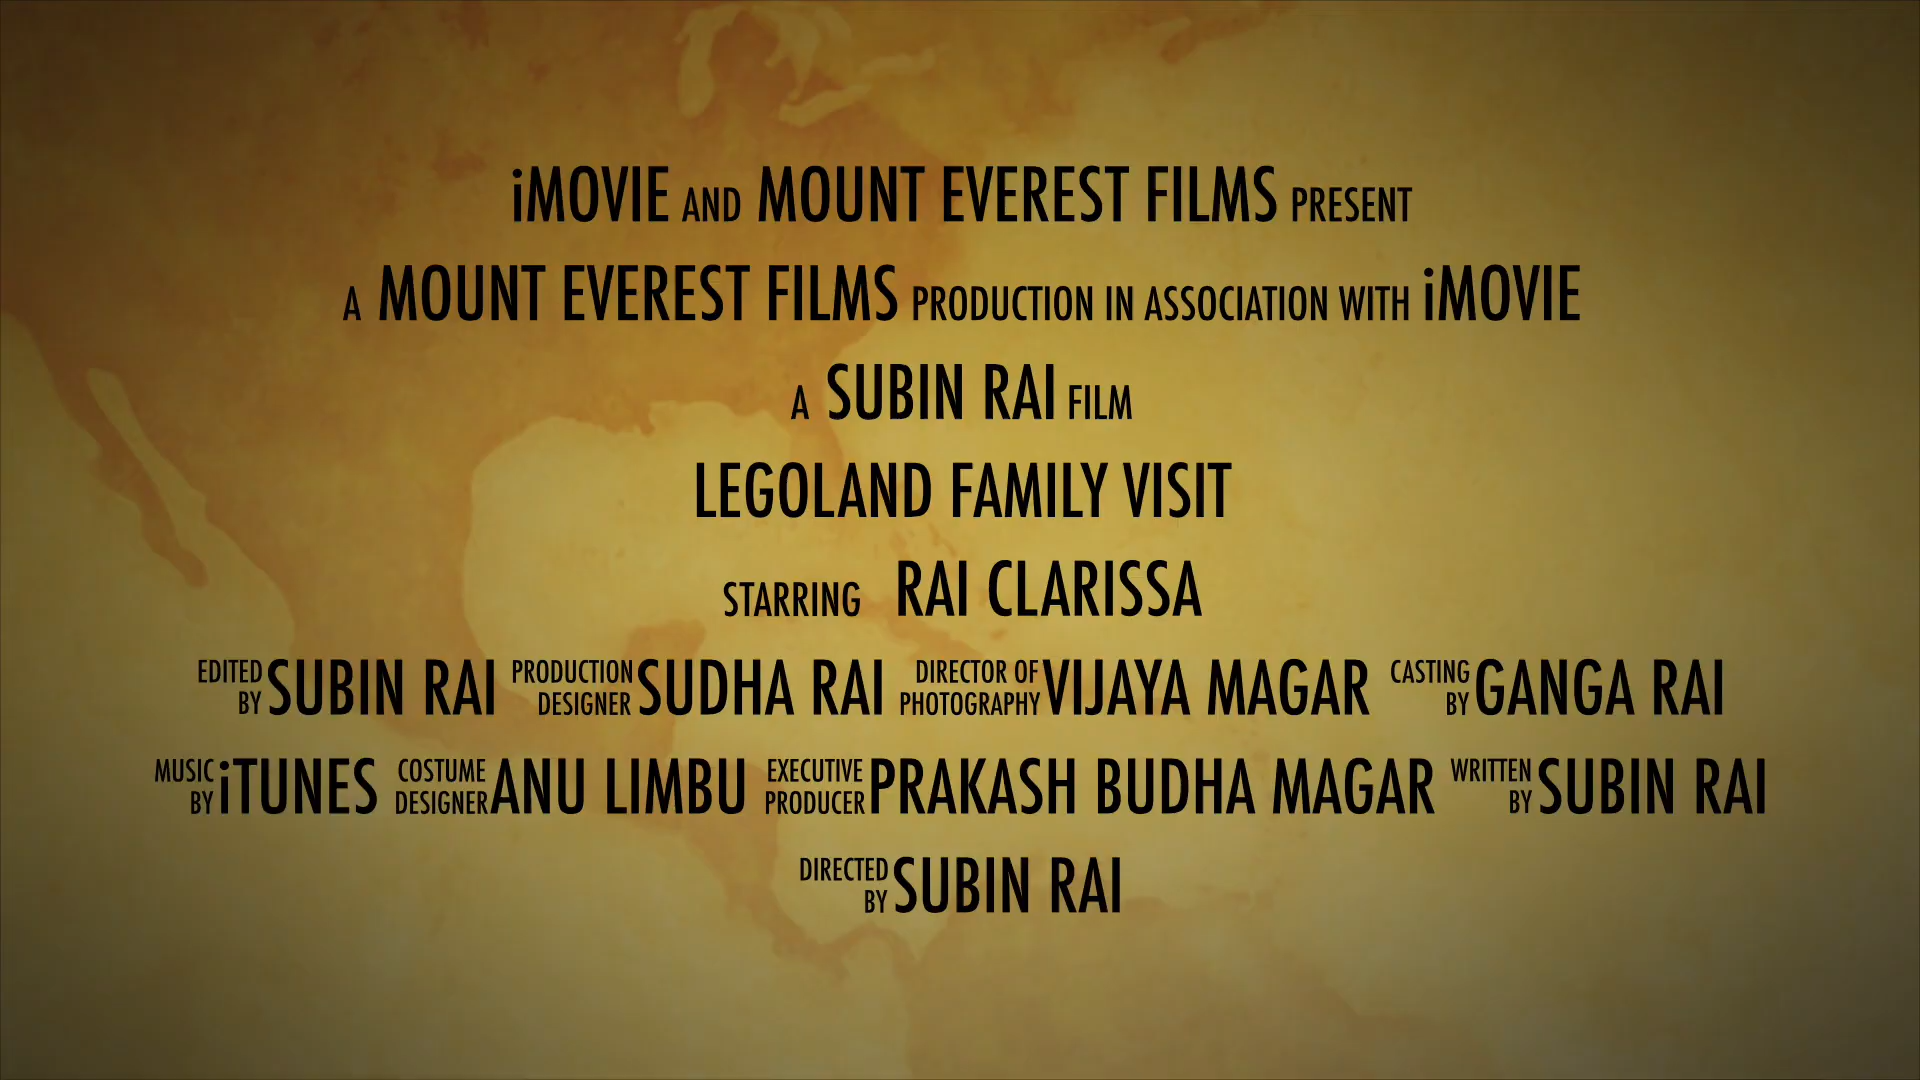 iMOVIE AND MOUNT EVEREST FILMS PRESENT
A MOUNT EVEREST FILMS PRODUCTION IN ASSOCIATION WITH iMOVIE
A SUBIN RAI FILM
LEGOLAND FAMILY VISIT
STARRING RAI CLARISSA
EDITED BY SUBIN RAI PRODUCTION DESIGNER SUDHA RAI DIRECTOR OF PHOTOGRAPHY VIJAYA MAGAR CASTING BY GANGA RAI
MUSIC BY iTUNES COSTUME DESIGNER ANU LIMBU EXECUTIVE PRODUCER PRAKASH BUDHA MAGAR WRITTEN BY SUBIN RAI
DIRECTED BY SUBIN RAI